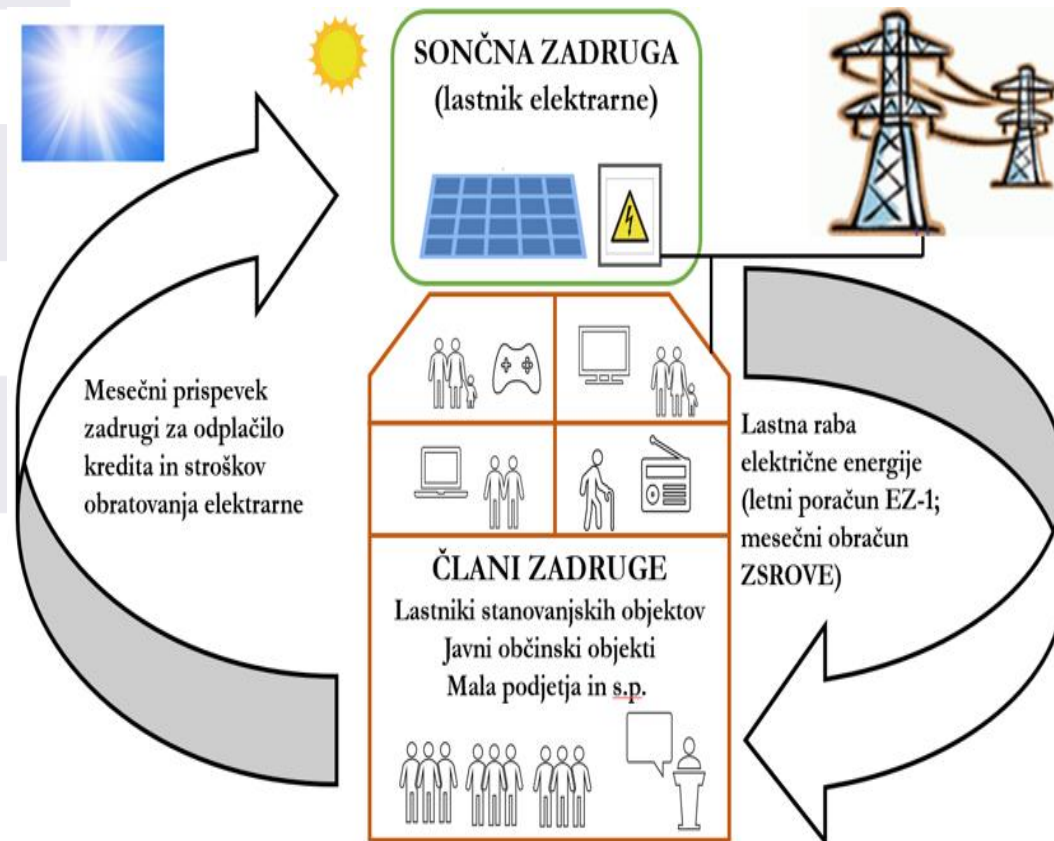 SONČNA ZADRUGA
(lastnik elektrarne)
Mesečni prispevek
zadrugi za odplačilo
kredita in stroškov
obratovanja elektrarne
Lastna raba
električne energije
(letni poračun EZ-1;
mesečni obračun
ZSROVE)
ČLANI ZADRUGE
Lastniki stanovanjskih objektov
Javni občinski objekti
Mala podjetja in s.p.